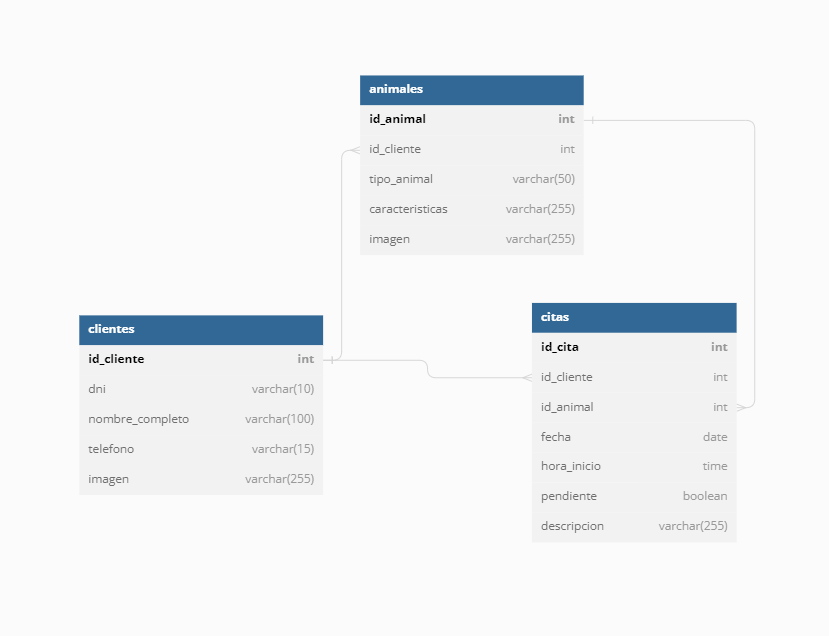 animales
id_animal int
id_cliente int
tipo_animal varchar(50)
caracteristicas varchar(255)
imagen varchar(255)
clientes
id_cliente int
dni varchar(10)
nombre_completo varchar(100)
telefono varchar(15)
imagen varchar(255)
citas
id_cita int
id_cliente int
id_animal int
fecha date
hora_inicio time
pendiente boolean
descripcion varchar(255)